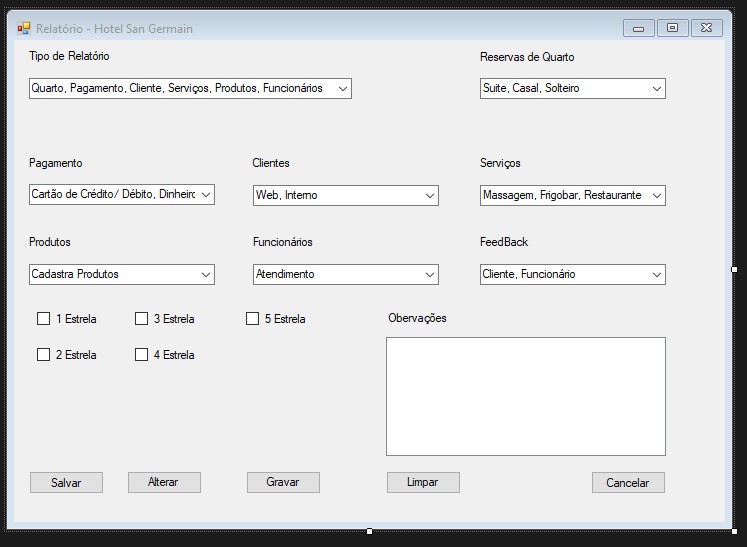 Relatório - Hotel San Germain
Tipo de Relatório
Reservas de Quarto
Quarto, Pagamento, Cliente, Serviços, Produtos, Funcionários
Suite, Casal, Solteiro
Pagamento
Clientes
Serviços
Cartão de Crédito/ Débito, Dinheirc
Web, Interno
Massagem, Frigobar, Restaurante
Produtos
Funcionários
FeedBack
Cadastra Produtos
Atendimento
Cliente, Funcionário
1 Estrela
3 Estrela
5 Estrela
Obervações
2 Estrela
4 Estrela
Salvar
Alterar
Gravar
Limpar
Cancelar